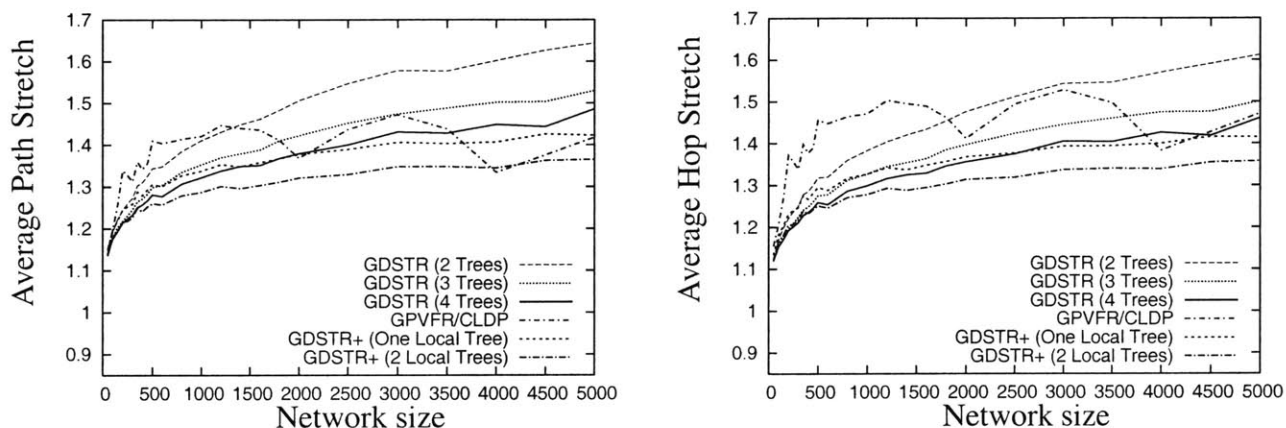 Average Path Stretch
1.7
1.6
1.5
1.4
1.3
1.2
1.1
1
0.9
GDSTR (2 Trees)
GDSTR (3 Trees)
GDSTR (4 Trees)
GPVFR/CLDP
GDSTR+ (One Local Tree)
GDSTR+ (2 Local Trees)
0 500 1000 1500 2000 2500 3000 3500 4000 4500 5000
Network size
Average Hop Stretch
1.7
1.6
1.5
1.4
1.3
1.2
1.1
1
0.9
GDSTR (2 Trees)
GDSTR (3 Trees)
GDSTR (4 Trees)
GPVFR/CLDP
GDSTR+ (One Local Tree)
GDSTR+ (2 Local Trees)
0 500 1000 1500 2000 2500 3000 3500 4000 4500 5000
Network size